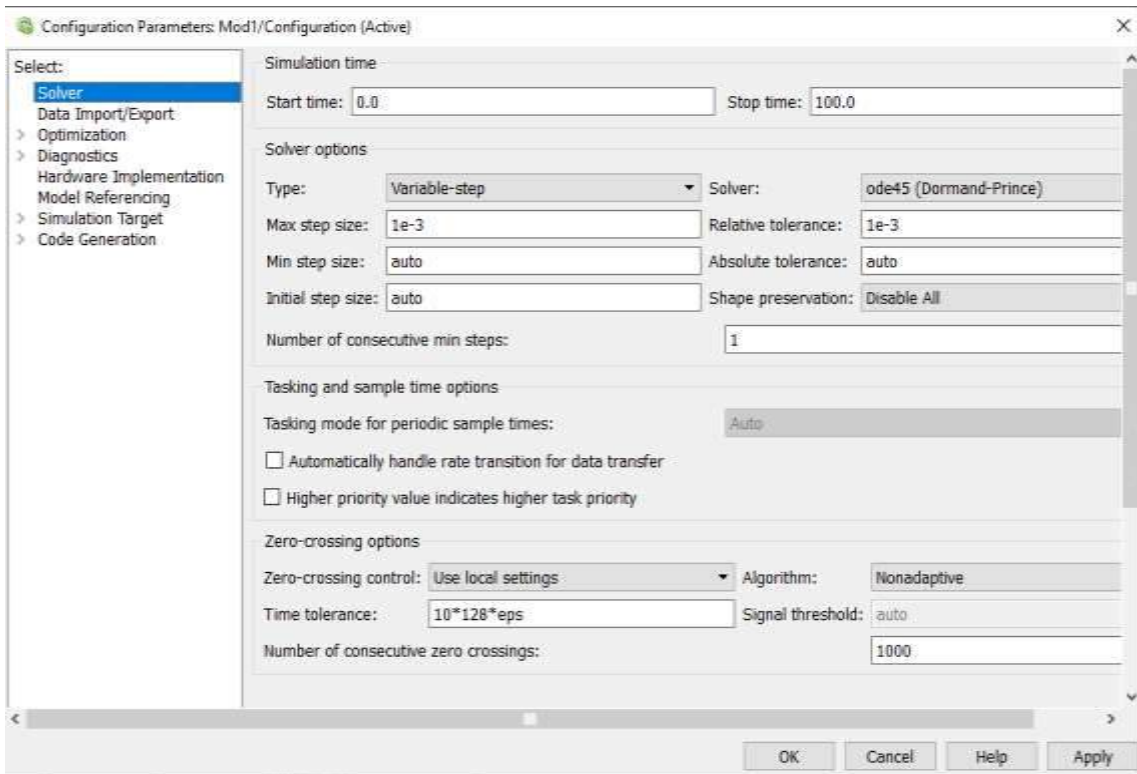 Configuration Parameters: Mod1/Configuration (Active)
Select:
Solver
Data Import/Export
Optimization
Diagnostics
Hardware Implementation
Model Referencing
Simulation Target
Code Generation
Simulation time
Start time: 0.0 Stop time: 100.0
Solver options
Type: Variable-step Solver: ode45 (Dormand-Prince)
Max step size: 1e-3 Relative tolerance: 1e-3
Min step size: auto Absolute tolerance: auto
Initial step size: auto Shape preservation: Disable All
Number of consecutive min steps: 1
Tasking and sample time options
Tasking mode for periodic sample times: Auto
Automatically handle rate transition for data transfer
Higher priority value indicates higher task priority
Zero-crossing options
Zero-crossing control: Use local settings Algorithm: Nonadaptive
Time tolerance: 10*128*eps Signal threshold: auto
Number of consecutive zero crossings: 1000
OK Cancel Help Apply